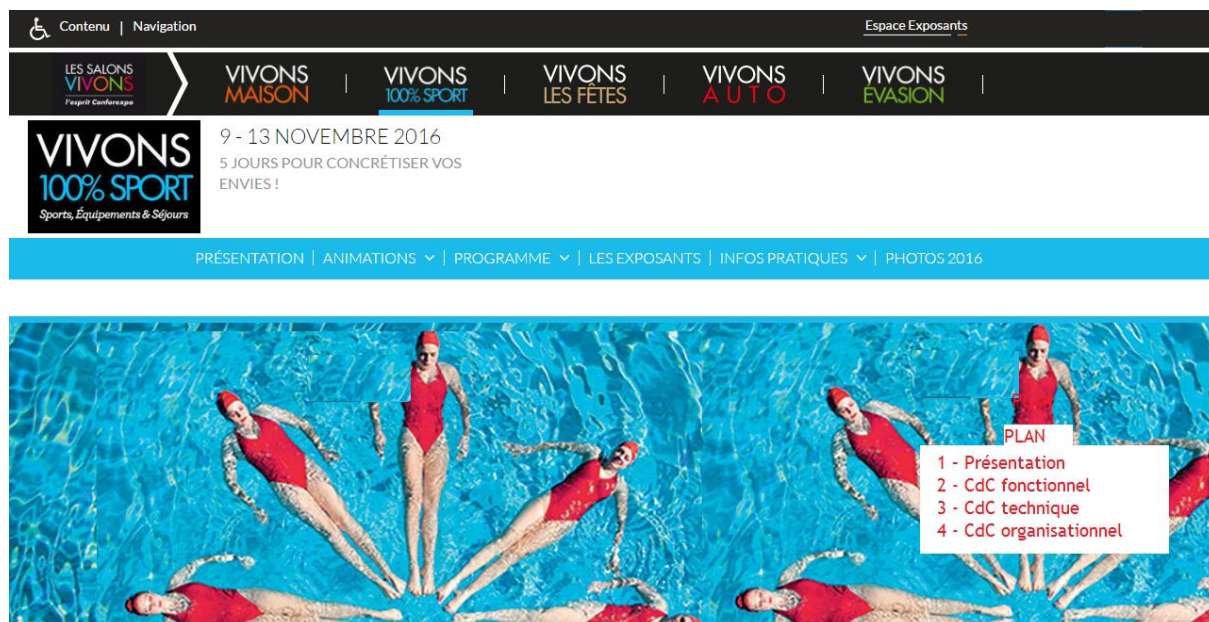 Contenu | Navigation
Espace Exposants
LES SALONS
VIVONS
l'esprit Conforexpo
VIVONS
MAISON
VIVONS
100% SPORT
VIVONS
LES FÊTES
VIVONS
AUTO
VIVONS
ÉVASION
VIVONS
100% SPORT
Sports, Équipements & Séjours
9 - 13 NOVEMBRE 2016
5 JOURS POUR CONCRÉTISER VOS
ENVIES !
PRÉSENTATION | ANIMATIONS | PROGRAMME | LES EXPOSANTS | INFOS PRATIQUES | PHOTOS 2016
PLAN
1 - Présentation
2 - CdC fonctionnel
3 - CdC technique
4 - CdC organisationnel